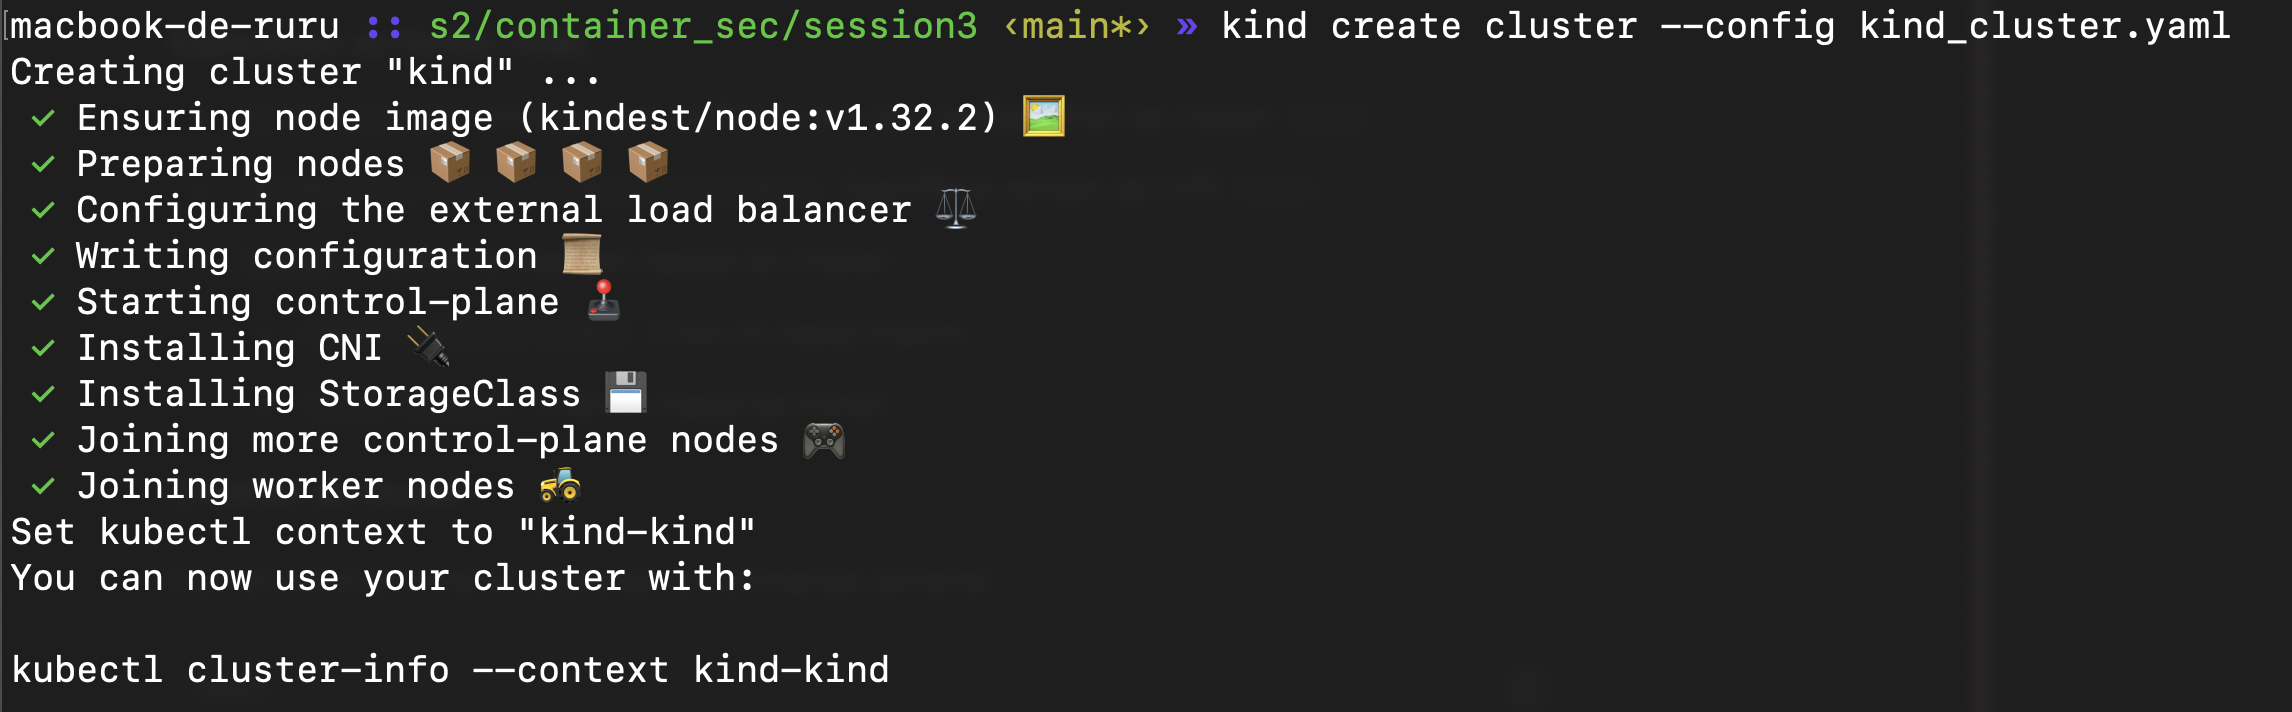 macbook-de-ruru :: s2/container_sec/session3 ‹main*› » kind create cluster --config kind_cluster.yaml
Creating cluster "kind" ...
✓ Ensuring node image (kindest/node:v1.32.2) 🖼
✓ Preparing nodes 📦 📦 📦 📦
✓ Configuring the external load balancer ⚖️
✓ Writing configuration 📜
✓ Starting control-plane 🕹️
✓ Installing CNI 🔌
✓ Installing StorageClass 💾
✓ Joining more control-plane nodes 🎮
✓ Joining worker nodes 🚜
Set kubectl context to "kind-kind"
You can now use your cluster with:
kubectl cluster-info --context kind-kind